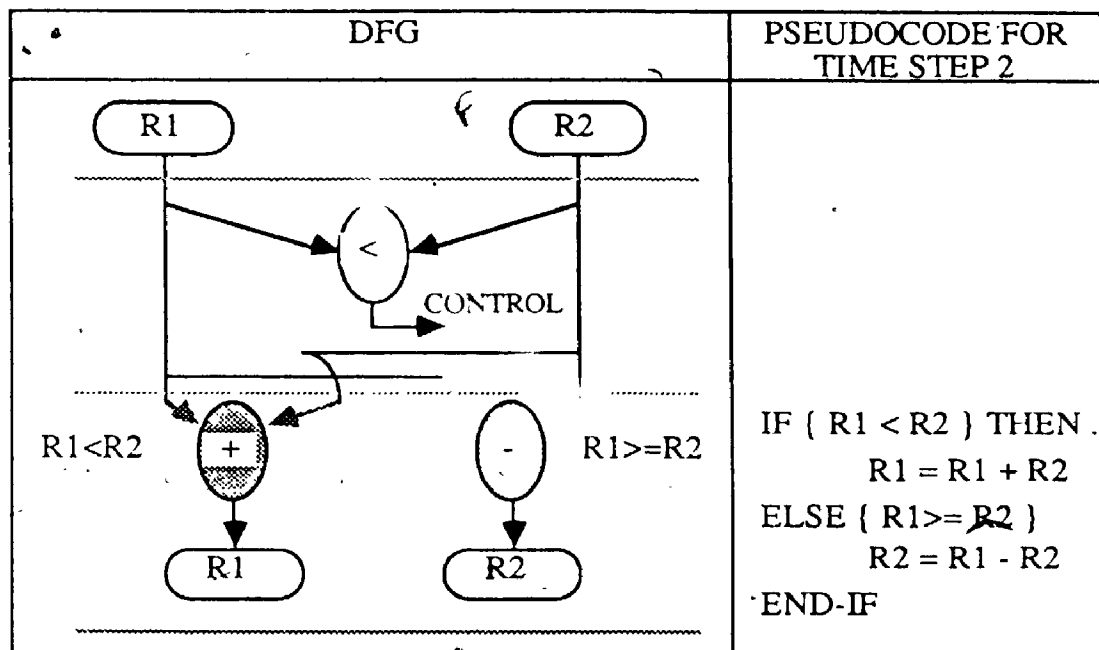 DFG
PSEUDOCODE FOR
TIME STEP 2
R1
R2
<
CONTROL
R1<R2
+
-
R1>=R2
R1
R2
IF { R1 < R2 } THEN
R1 = R1 + R2
ELSE { R1>= R2 }
R2 = R1 - R2
END-IF